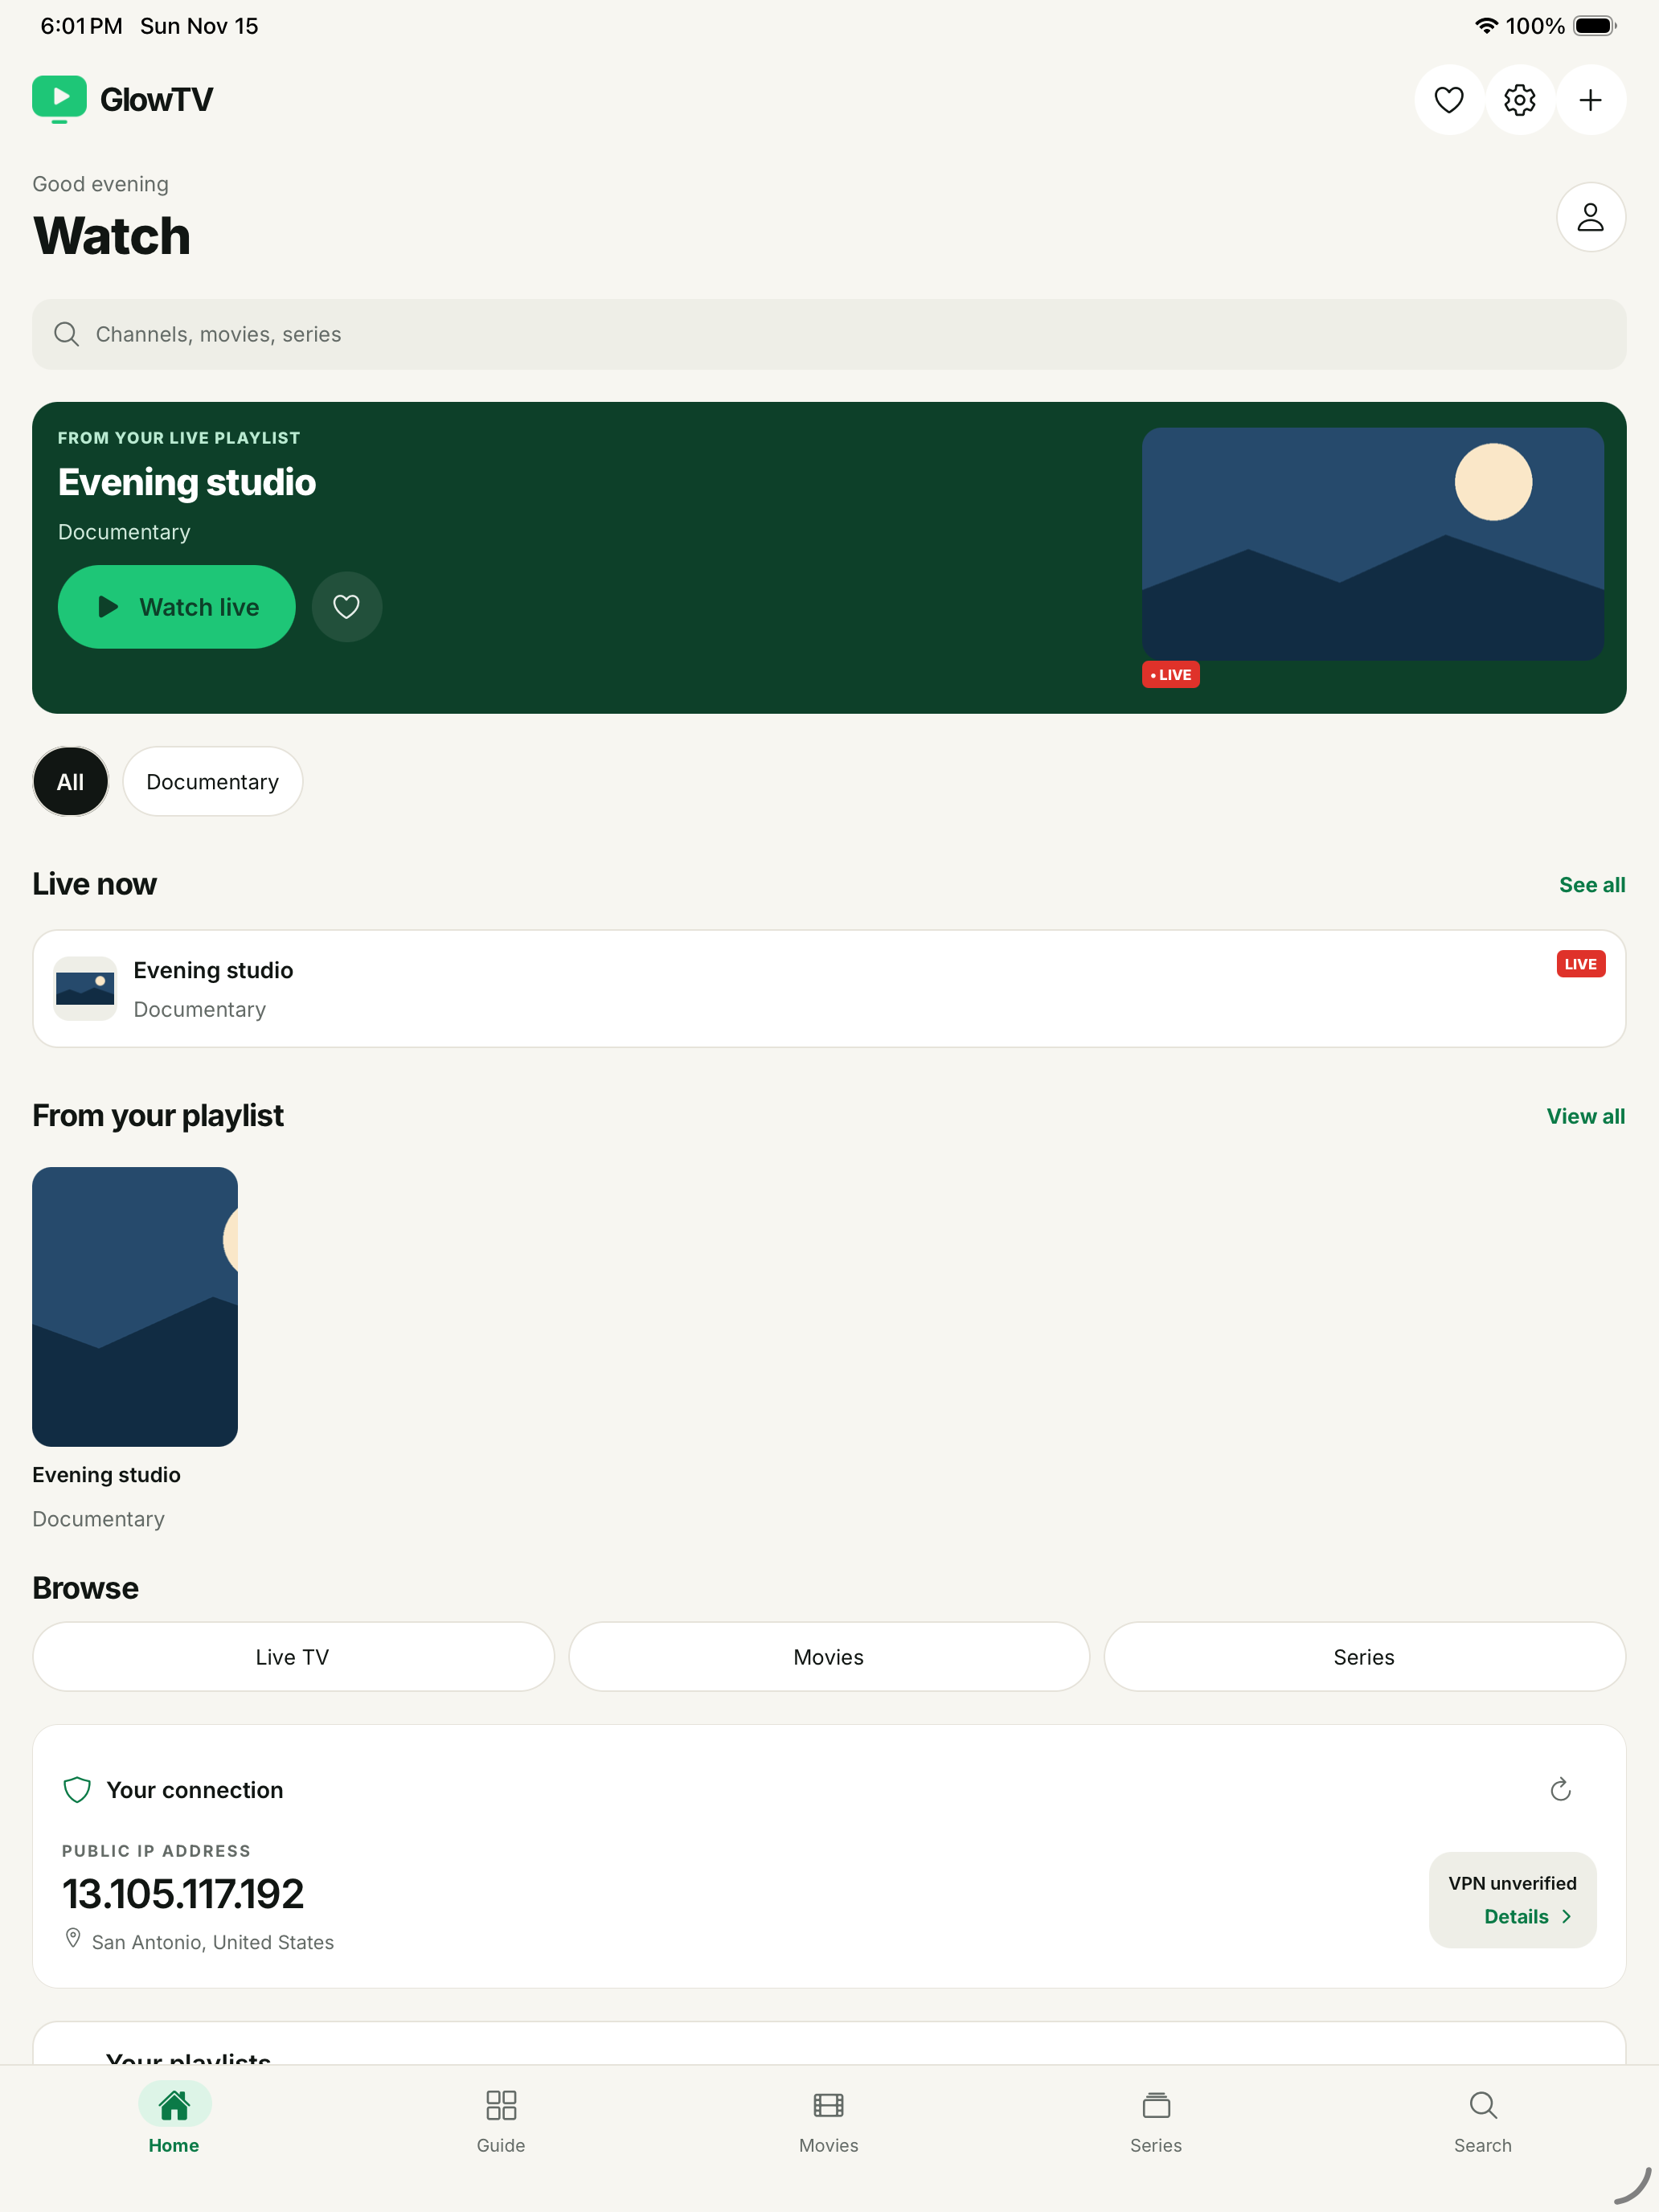 6:01 PM Sun Nov 15
100%
GlowTV
Good evening
Watch
Channels, movies, series
FROM YOUR LIVE PLAYLIST
Evening studio
Documentary
Watch live
• LIVE
All
Documentary
Live now
See all
Evening studio
LIVE
Documentary
From your playlist
View all
Evening studio
Documentary
Browse
Live TV
Movies
Series
Your connection
PUBLIC IP ADDRESS
13.105.117.192
San Antonio, United States
VPN unverified
Details
Your playlists
Home
Guide
Movies
Series
Search